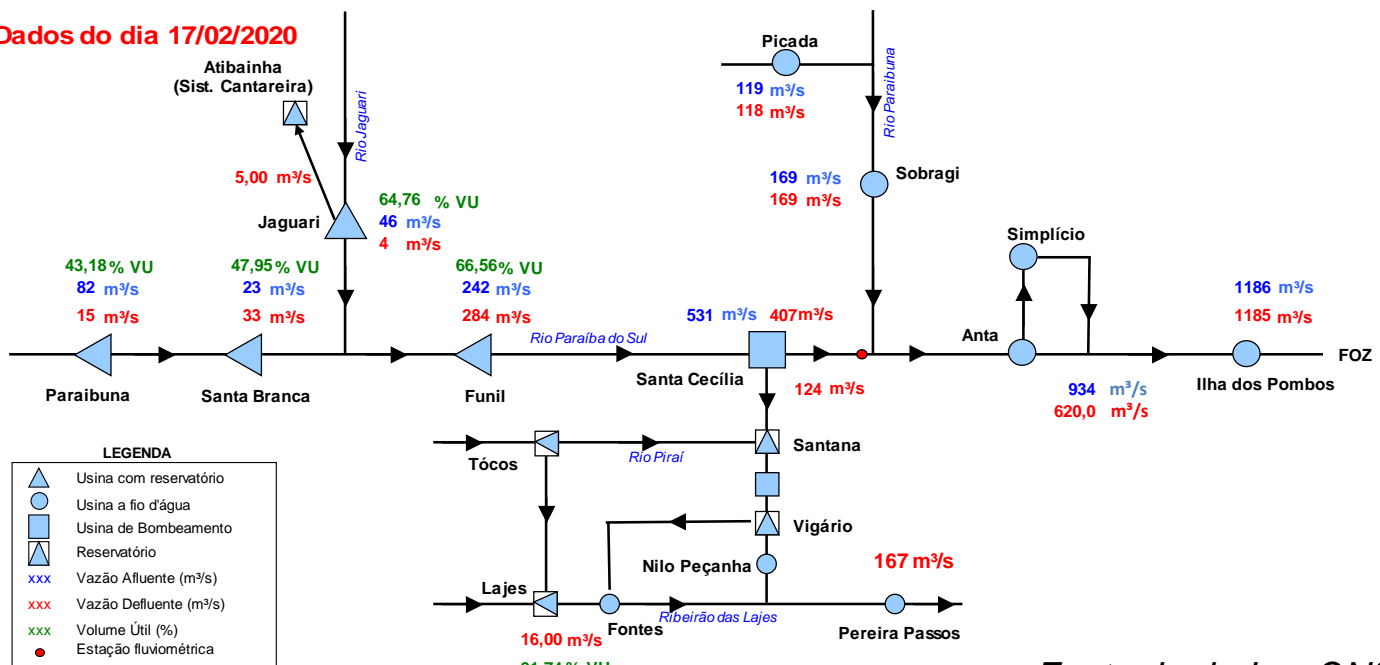 Dados do dia 17/02/2020
Atibainha
(Sist. Cantareira)
Rio Jaguari
5,00 m³/s
Jaguari
64,76 % VU
46 m³/s
4 m³/s
Picada
119 m³/s
118 m³/s
Rio Paraibuna
169 m³/s
169 m³/s
Sobragi
43,18% VU
82 m³/s
15 m³/s
Paraibuna
47,95% VU
23 m³/s
33 m³/s
Santa Branca
66,56% VU
242 m³/s
284 m³/s
Funil
Rio Paraíba do Sul
531 m³/s 407m³/s
Santa Cecília
124 m³/s
Simplício
Anta
934 m³/s
620,0 m³/s
1186 m³/s
1185 m³/s
Ilha dos Pombos
FOZ
Tócos
Rio Piraí
Santana
Vigário
Nilo Peçanha
167 m³/s
Lajes
Fontes
Ribeirão das Lajes
Pereira Passos
16,00 m³/s
LEGENDA
Usina com reservatório
Usina a fio d'água
Usina de Bombeamento
Reservatório
xxx Vazão Afluente (m³/s)
xxx Vazão Defluente (m³/s)
xxx Volume Útil (%)
Estação fluviométrica